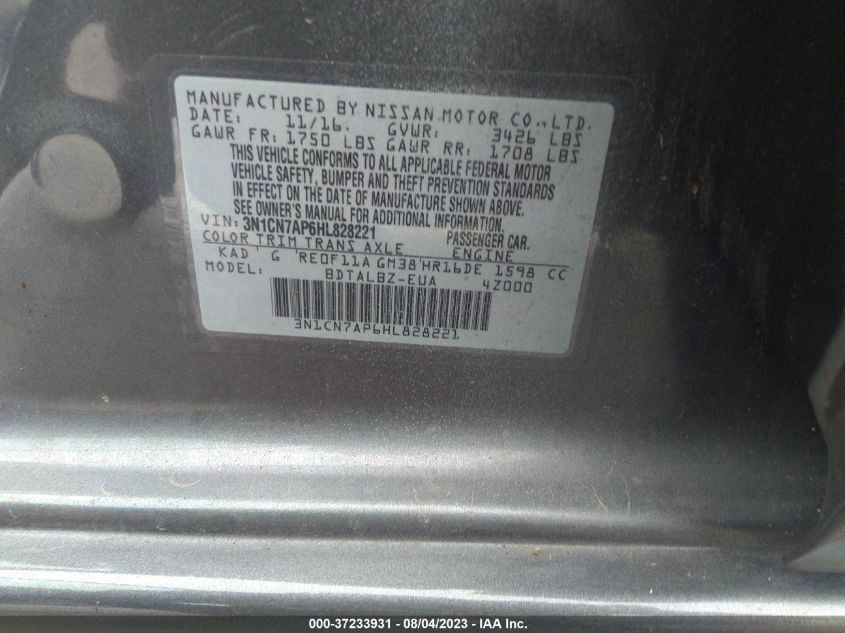 MANUFACTURED BY NISSAN MOTOR CO., LTD.
DATE: 11/16. GVWR: 3426 LBS
GAWR FR: 1750 LBS GAWR RR: 1708 LBS
THIS VEHICLE CONFORMS TO ALL APPLICABLE FEDERAL MOTOR
VEHICLE SAFETY, BUMPER AND THEFT PREVENTION STANDARDS
IN EFFECT ON THE DATE OF MANUFACTURE SHOWN ABOVE.
SEE OWNER'S MANUAL FOR ADDITIONAL INFORMATION.
VIN: 3N1CN7AP6HL828221 PASSENGER CAR.
COLOR TRIM TRANS AXLE ENGINE
KAD G RE0F11A GM38 HR16DE 1598 CC
MODEL: BDTALBZ-EUA 4Z000
3N1CN7AP6HL828221
000-37233931 - 08/04/2023 - IAA Inc.